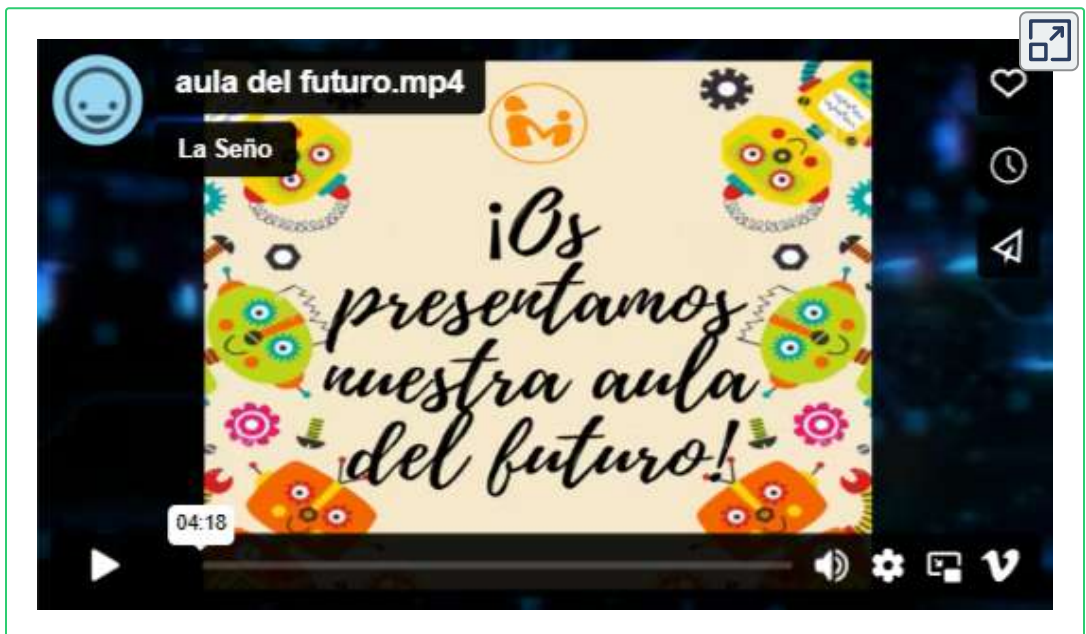 aula del futuro.mp4
La Seño
¡Os
presentamos
nuestra aula
del futuro!
04:18